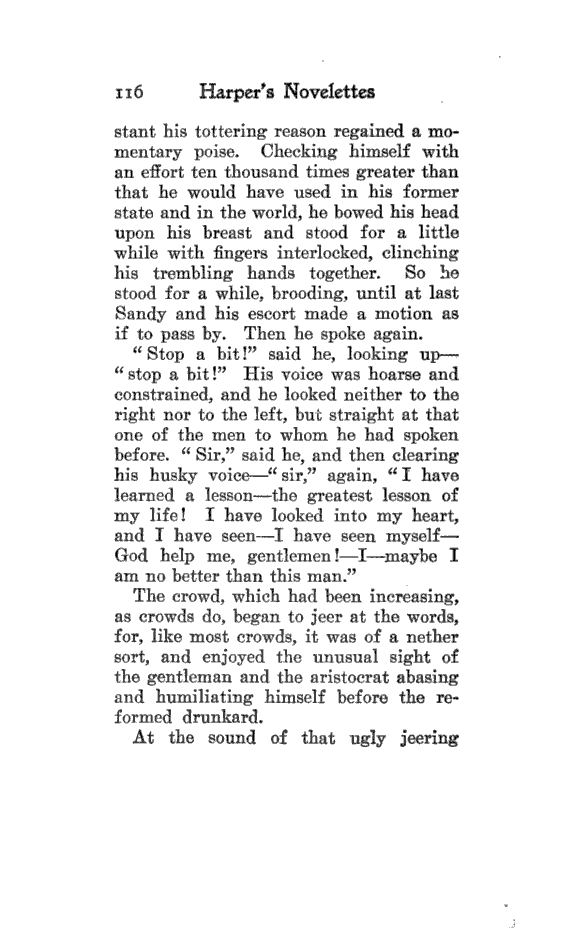 116 Harper's Novelettes
stant his tottering reason regained a mo-
mentary poise. Checking himself with
an effort ten thousand times greater than
that he would have used in his former
state and in the world, he bowed his head
upon his breast and stood for a little
while with fingers interlocked, clinching
his trembling hands together. So he
stood for a while, brooding, until at last
Sandy and his escort made a motion as
if to pass by. Then he spoke again.
"Stop a bit!" said he, looking up—
"stop a bit!" His voice was hoarse and
constrained, and he looked neither to the
right nor to the left, but straight at that
one of the men to whom he had spoken
before. "Sir," said he, and then clearing
his husky voice—"sir," again, "I have
learned a lesson—the greatest lesson of
my life! I have looked into my heart,
and I have seen—I have seen myself—
God help me, gentlemen!—I—maybe I
am no better than this man."
The crowd, which had been increasing,
as crowds do, began to jeer at the words,
for, like most crowds, it was of a nether
sort, and enjoyed the unusual sight of
the gentleman and the aristocrat abasing
and humiliating himself before the re-
formed drunkard.
At the sound of that ugly jeering